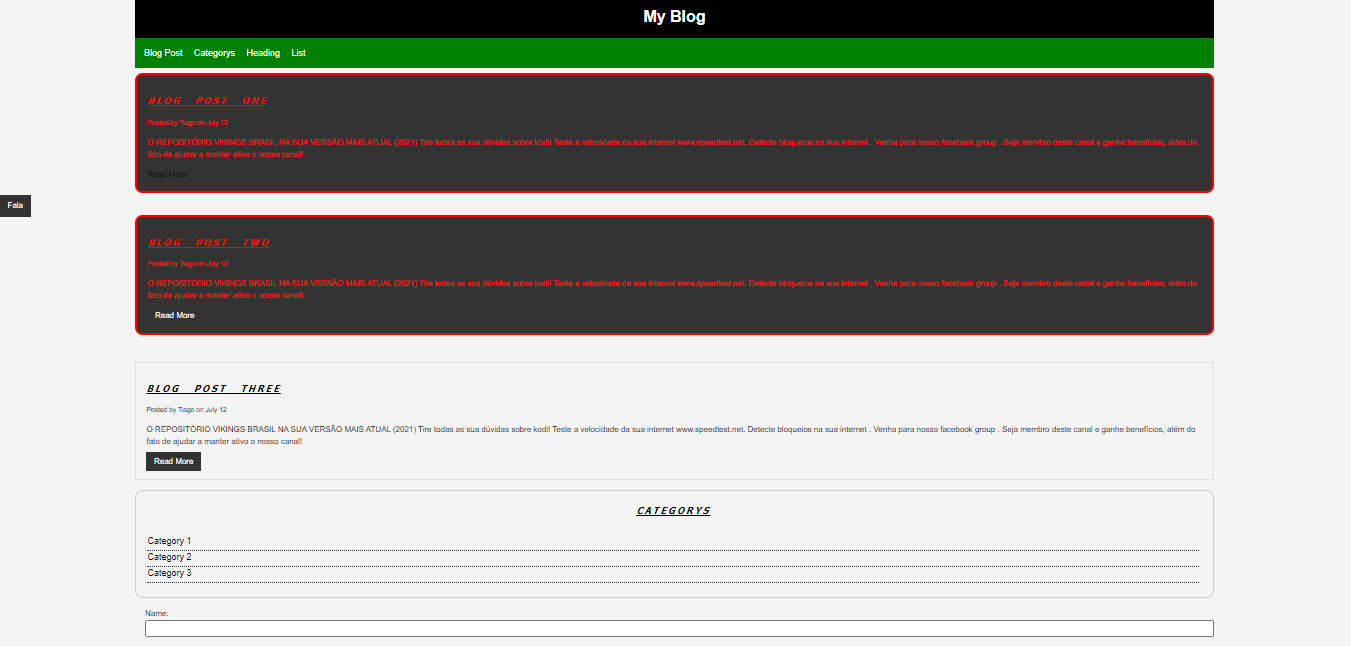 My Blog
Blog Post Categorys Heading List
BLOG POST ONE
Posted by Tiago on July 12
O REPOSITÓRIO VIKINGS BRASIL NA SUA VERSÃO MAIS ATUAL (2021) Tire todas as sua dúvidas sobre kodi! Teste a velocidade da sua internet www.speedtest.net. Detecte bloqueios na sua internet . Venha para nosso facebook group . Seja membro deste canal e ganhe benefícios, além do
fato de ajudar a manter ativo o nosso canal!
Read More
Fala
BLOG POST TWO
Posted by Tiago on July 12
O REPOSITÓRIO VIKINGS BRASIL NA SUA VERSÃO MAIS ATUAL (2021) Tire todas as sua dúvidas sobre kodi! Teste a velocidade da sua internet www.speedtest.net. Detecte bloqueios na sua internet . Venha para nosso facebook group . Seja membro deste canal e ganhe benefícios, além do
fato de ajudar a manter ativo o nosso canal!
Read More
BLOG POST THREE
Posted by Tiago on July 12
O REPOSITÓRIO VIKINGS BRASIL NA SUA VERSÃO MAIS ATUAL (2021) Tire todas as sua dúvidas sobre kodi! Teste a velocidade da sua internet www.speedtest.net. Detecte bloqueios na sua internet . Venha para nosso facebook group . Seja membro deste canal e ganhe benefícios, além do
fato de ajudar a manter ativo o nosso canal!
Read More
CATEGORYS
Category 1
Category 2
Category 3
Name: